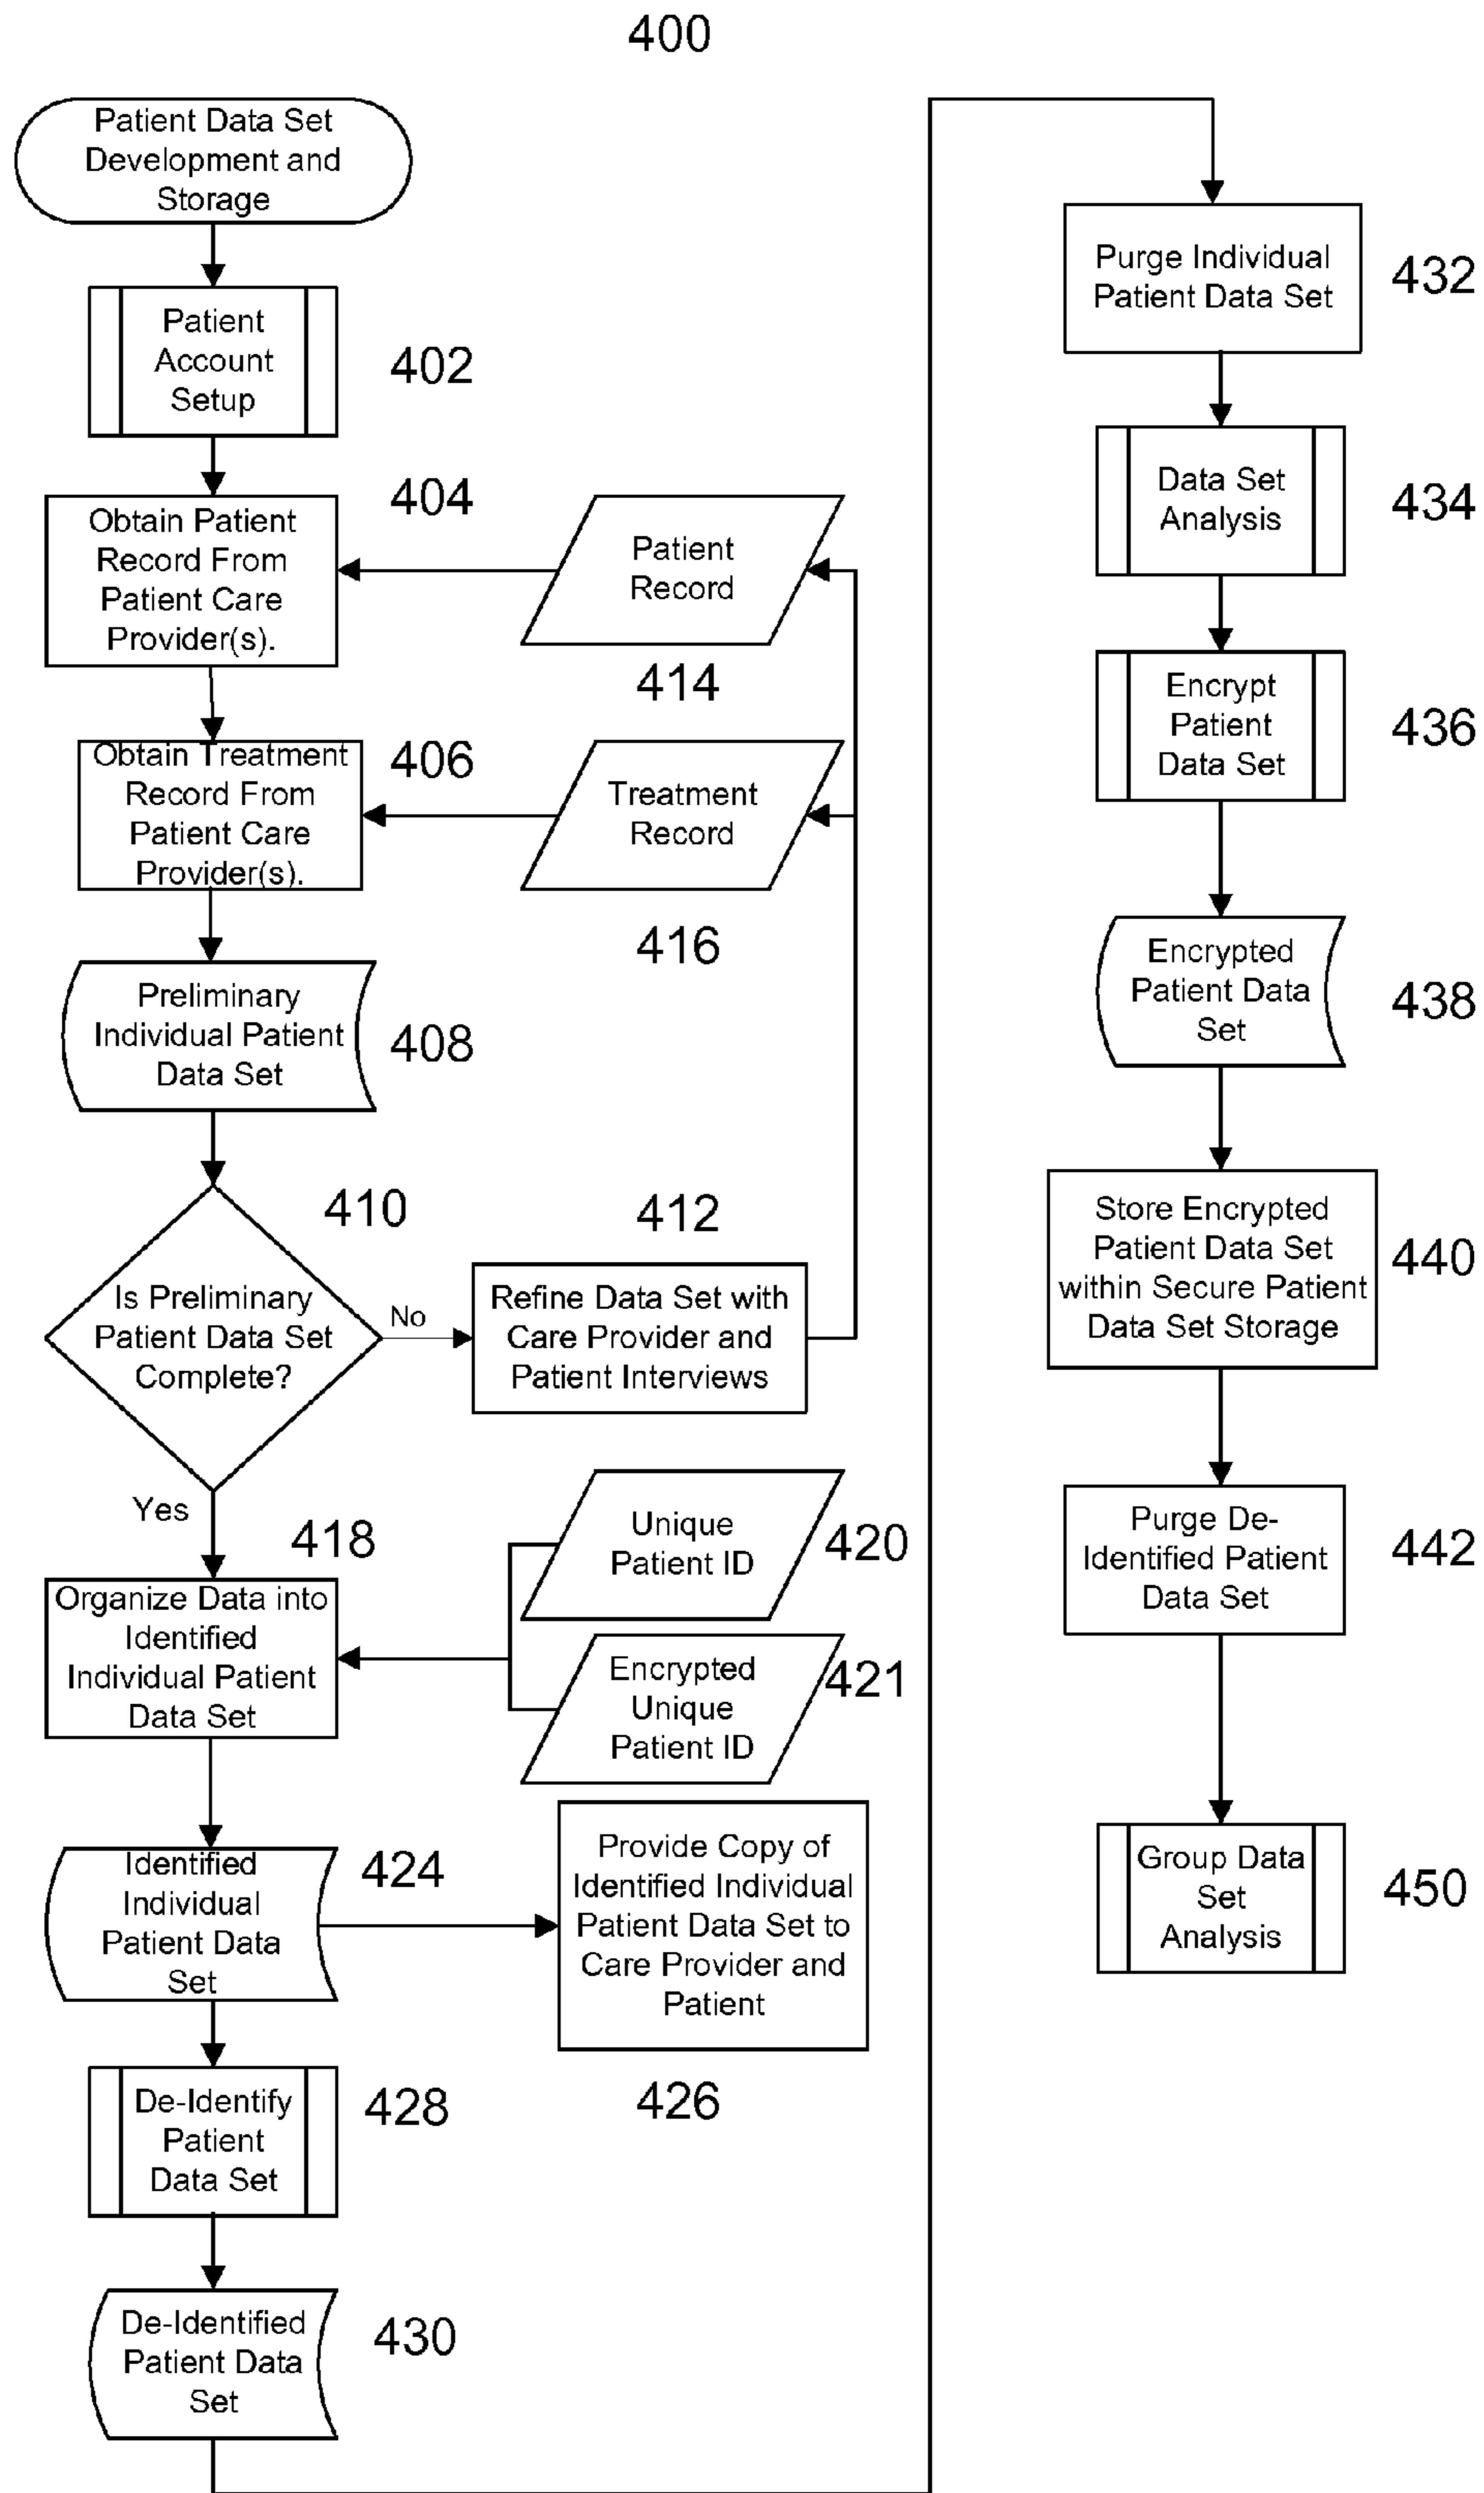 400
Patient Data Set
Development and
Storage
Patient
Account
Setup
402
Obtain Patient
Record From
Patient Care
Provider(s).
404
Patient
Record
414
Obtain Treatment
Record From
Patient Care
Provider(s).
406
Treatment
Record
416
Preliminary
Individual Patient
Data Set
408
410
Is Preliminary
Patient Data Set
Complete?
No
Yes
412
Refine Data Set with
Care Provider and
Patient Interviews
418
Organize Data into
Identified
Individual Patient
Data Set
Unique
Patient ID
420
Encrypted
Unique
Patient ID
421
Identified
Individual
Patient Data
Set
424
Provide Copy of
Identified Individual
Patient Data Set to
Care Provider and
Patient
426
De-Identify
Patient
Data Set
428
De-Identified
Patient Data
Set
430
Purge Individual
Patient Data Set
432
Data Set
Analysis
434
Encrypt
Patient
Data Set
436
Encrypted
Patient Data
Set
438
Store Encrypted
Patient Data Set
within Secure Patient
Data Set Storage
440
Purge De-
Identified Patient
Data Set
442
Group Data
Set
Analysis
450